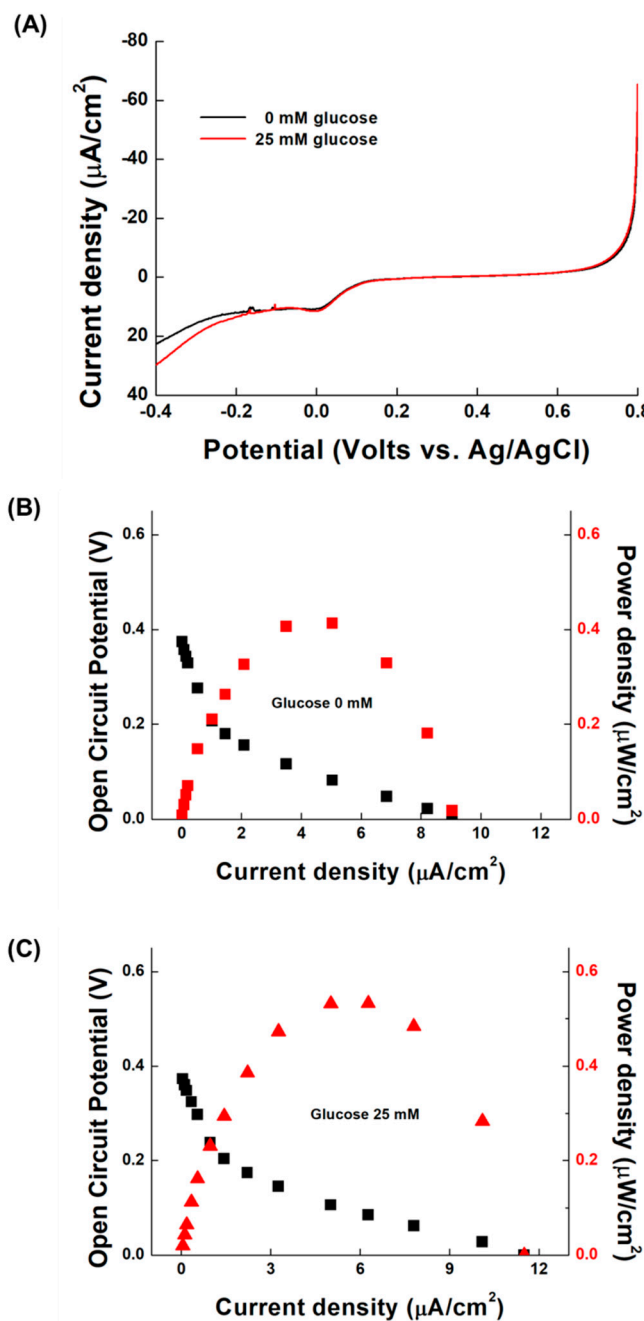 (A)
-80
-60
-40
-20
0
20
40
Current density (μA/cm²)
0 mM glucose
25 mM glucose
-0.4 -0.2 0.0 0.2 0.4 0.6 0.8
Potential (Volts vs. Ag/AgCl)
(B)
Open Circuit Potential (V)
0.6
0.4
0.2
0.0
Glucose 0 mM
0.6
0.4
0.2
0.0
Power density (μW/cm²)
0 2 4 6 8 10 12
Current density (μA/cm²)
(C)
Open Circuit Potential (V)
0.6
0.4
0.2
0.0
Glucose 25 mM
0.6
0.4
0.2
0.0
Power density (μW/cm²)
0 3 6 9 12
Current density (μA/cm²)